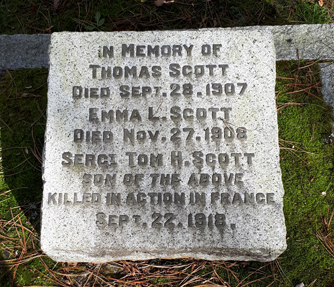 IN MEMORY OF
THOMAS SCOTT
DIED SEPT. 28. 1907
EMMA L. SCOTT
DIED NOV. 27. 1908
SERGT. TOM H. SCOTT
SON OF THE ABOVE
KILLED IN ACTION IN FRANCE
SEPT. 22. 1918.